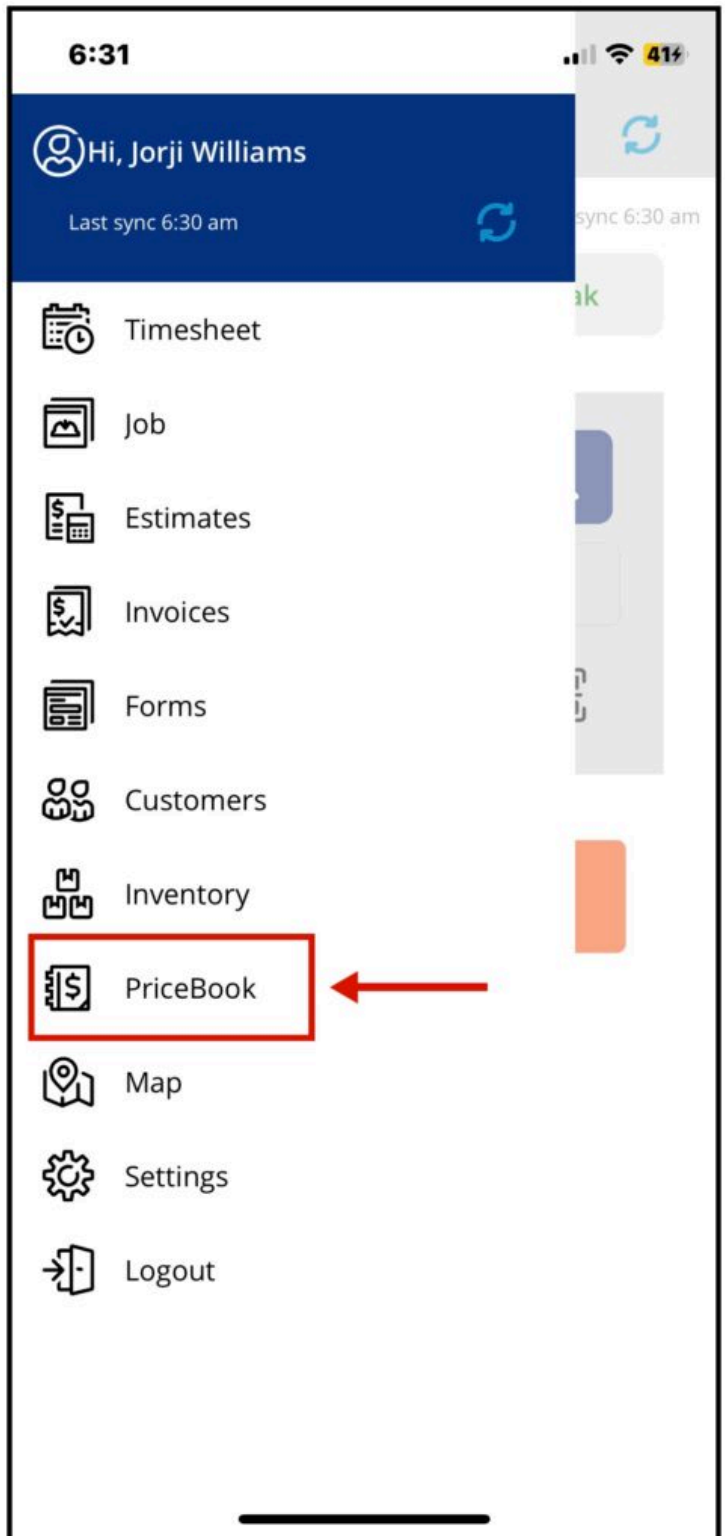 6:31
41
Hi, Jorji Williams
Last sync 6:30 am
sync 6:30 am
Timesheet
Job
Estimates
Invoices
Forms
Customers
Inventory
PriceBook
Map
Settings
Logout